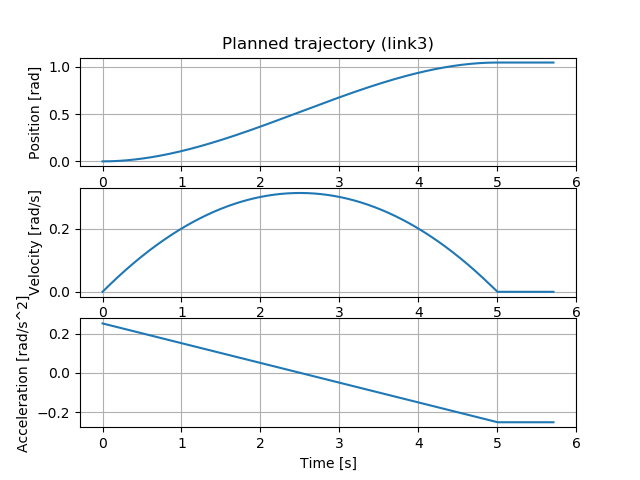 Planned trajectory (link3)
Position [rad]
1.0
0.5
0.0
0 1 2 3 4 5 6
Velocity [rad/s]
0.2
0.0
0 1 2 3 4 5 6
Acceleration [rad/s^2]
0.2
0.0
−0.2
0 1 2 3 4 5 6
Time [s]